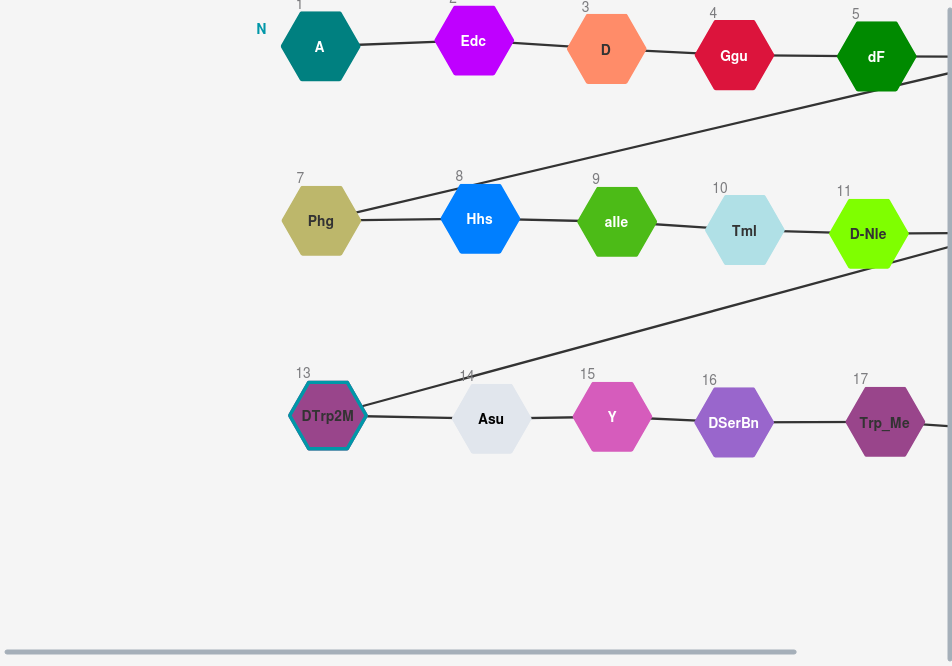 1 2 3 4 5
N A Edc D Ggu dF
7 8 9 10 11
Phg Hhs alle Tml D-Nle
13 14 15 16 17
DTrp2M Asu Y DSerBn Trp_Me